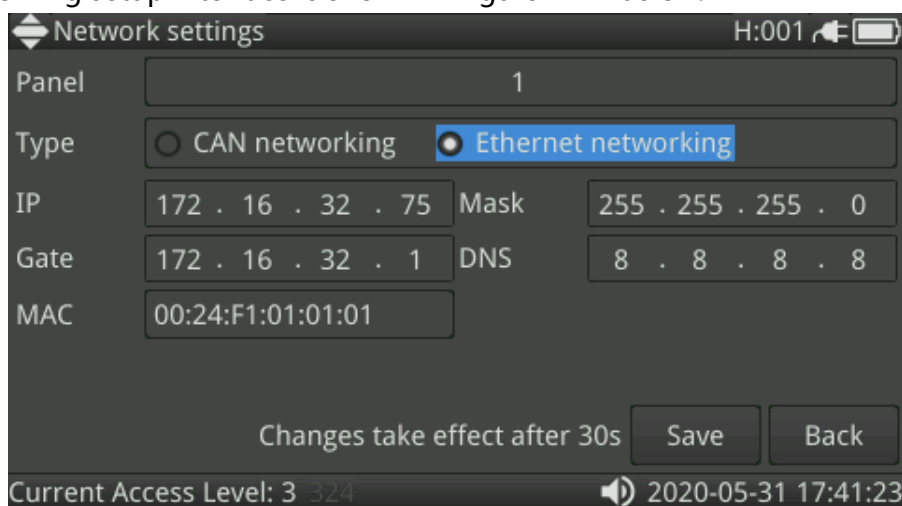 Network settings H:001
Panel 1
Type CAN networking Ethernet networking
IP 172 . 16 . 32 . 75 Mask 255 . 255 . 255 . 0
Gate 172 . 16 . 32 . 1 DNS 8 . 8 . 8 . 8
MAC 00:24:F1:01:01:01
Changes take effect after 30s Save Back
Current Access Level: 3 324 2020-05-31 17:41:23